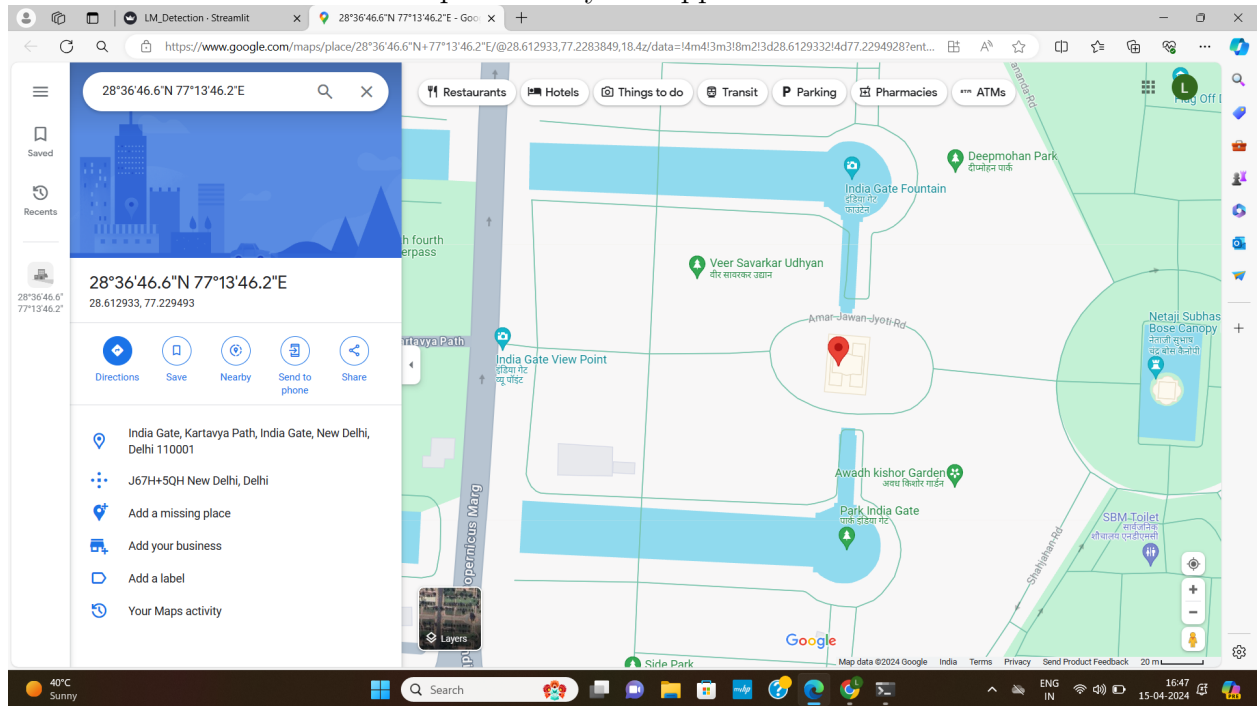 LM_Detection · Streamlit
28°36'46.6"N 77°13'46.2"E - Goo
https://www.google.com/maps/place/28°36'46.6"N+77°13'46.2"E/@28.612933,77.2283849,18.4z/data=!4m4!3m3!8m2!3d28.6129332!4d77.2294928?ent...
28°36'46.6"N 77°13'46.2"E
Restaurants
Hotels
Things to do
Transit
Parking
Pharmacies
ATMs
L
Saved
Recents
28°36'46.6"
77°13'46.2"
28°36'46.6"N 77°13'46.2"E
28.612933, 77.229493
Directions
Save
Nearby
Send to
phone
Share
India Gate, Kartavya Path, India Gate, New Delhi,
Delhi 110001
J67H+5QH New Delhi, Delhi
Add a missing place
Add your business
Add a label
Your Maps activity
Deepmohan Park
दीप्मोहन पार्क
India Gate Fountain
इंडिया गेट
फाउंटेन
h fourth
erpass
Veer Savarkar Udhyan
वीर सावरकर उद्यान
Amar Jawan Jyoti Rd
Netaji Subhas
Bose Canopy
नेताजी सुभाष
चंद्र बोस कैनोपी
rtavya Path
India Gate View Point
इंडिया गेट
व्यू पॉइंट
Awadh kishor Garden
अवध किशोर गार्डन
Park India Gate
पार्क इंडिया गेट
SBM Toilet
सार्वजनिक
शौचालय एनडीएमसी
Shahjahan Rd
opernicus Marg
Layers
Google
Side Park
Map data ©2024 Google India Terms Privacy Send Product Feedback 20 m
40°C
Sunny
Search
ENG
IN
16:47
15-04-2024